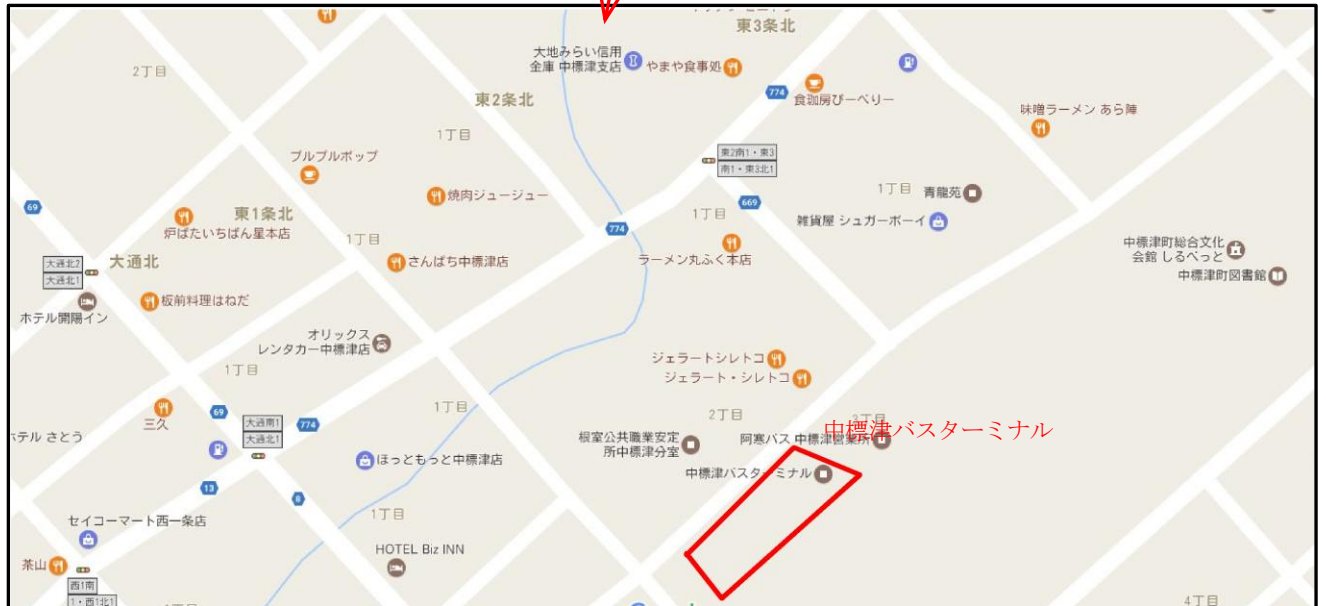 東3条北
大地みらい信用
金庫 中標津支店
やまや食事処
2丁目
774
食珈房びーべりー
東2条北
味噌ラーメン あら陣
1丁目
東2南1・東3
南1・東3北1
ブルブルポップ
焼肉ジュージュー
1丁目
青龍苑
69
東1条北
炉ばたいちばん星本店
669
1丁目
雑貨屋 シュガーボーイ
774
1丁目
ラーメン丸ふく本店
中標津町総合文化
会館 しるべっと
中標津町図書館
大通北2
大通北1
大通北
さんぱち中標津店
ホテル開陽イン
板前料理はねだ
オリックス
レンタカー中標津店
ジェラートシレトコ
ジェラート・シレトコ
1丁目
三久
69
大通南1
大通北1
774
1丁目
2丁目
中標津バスターミナル
テル さとう
根室公共職業安定
所中標津分室
阿寒バス 中標津営業所
ほっともっと中標津店
中標津バスターミナル
13
8
セイコーマート西一条店
1丁目
HOTEL Biz INN
茶山
西1南
1・西1北1
4丁目